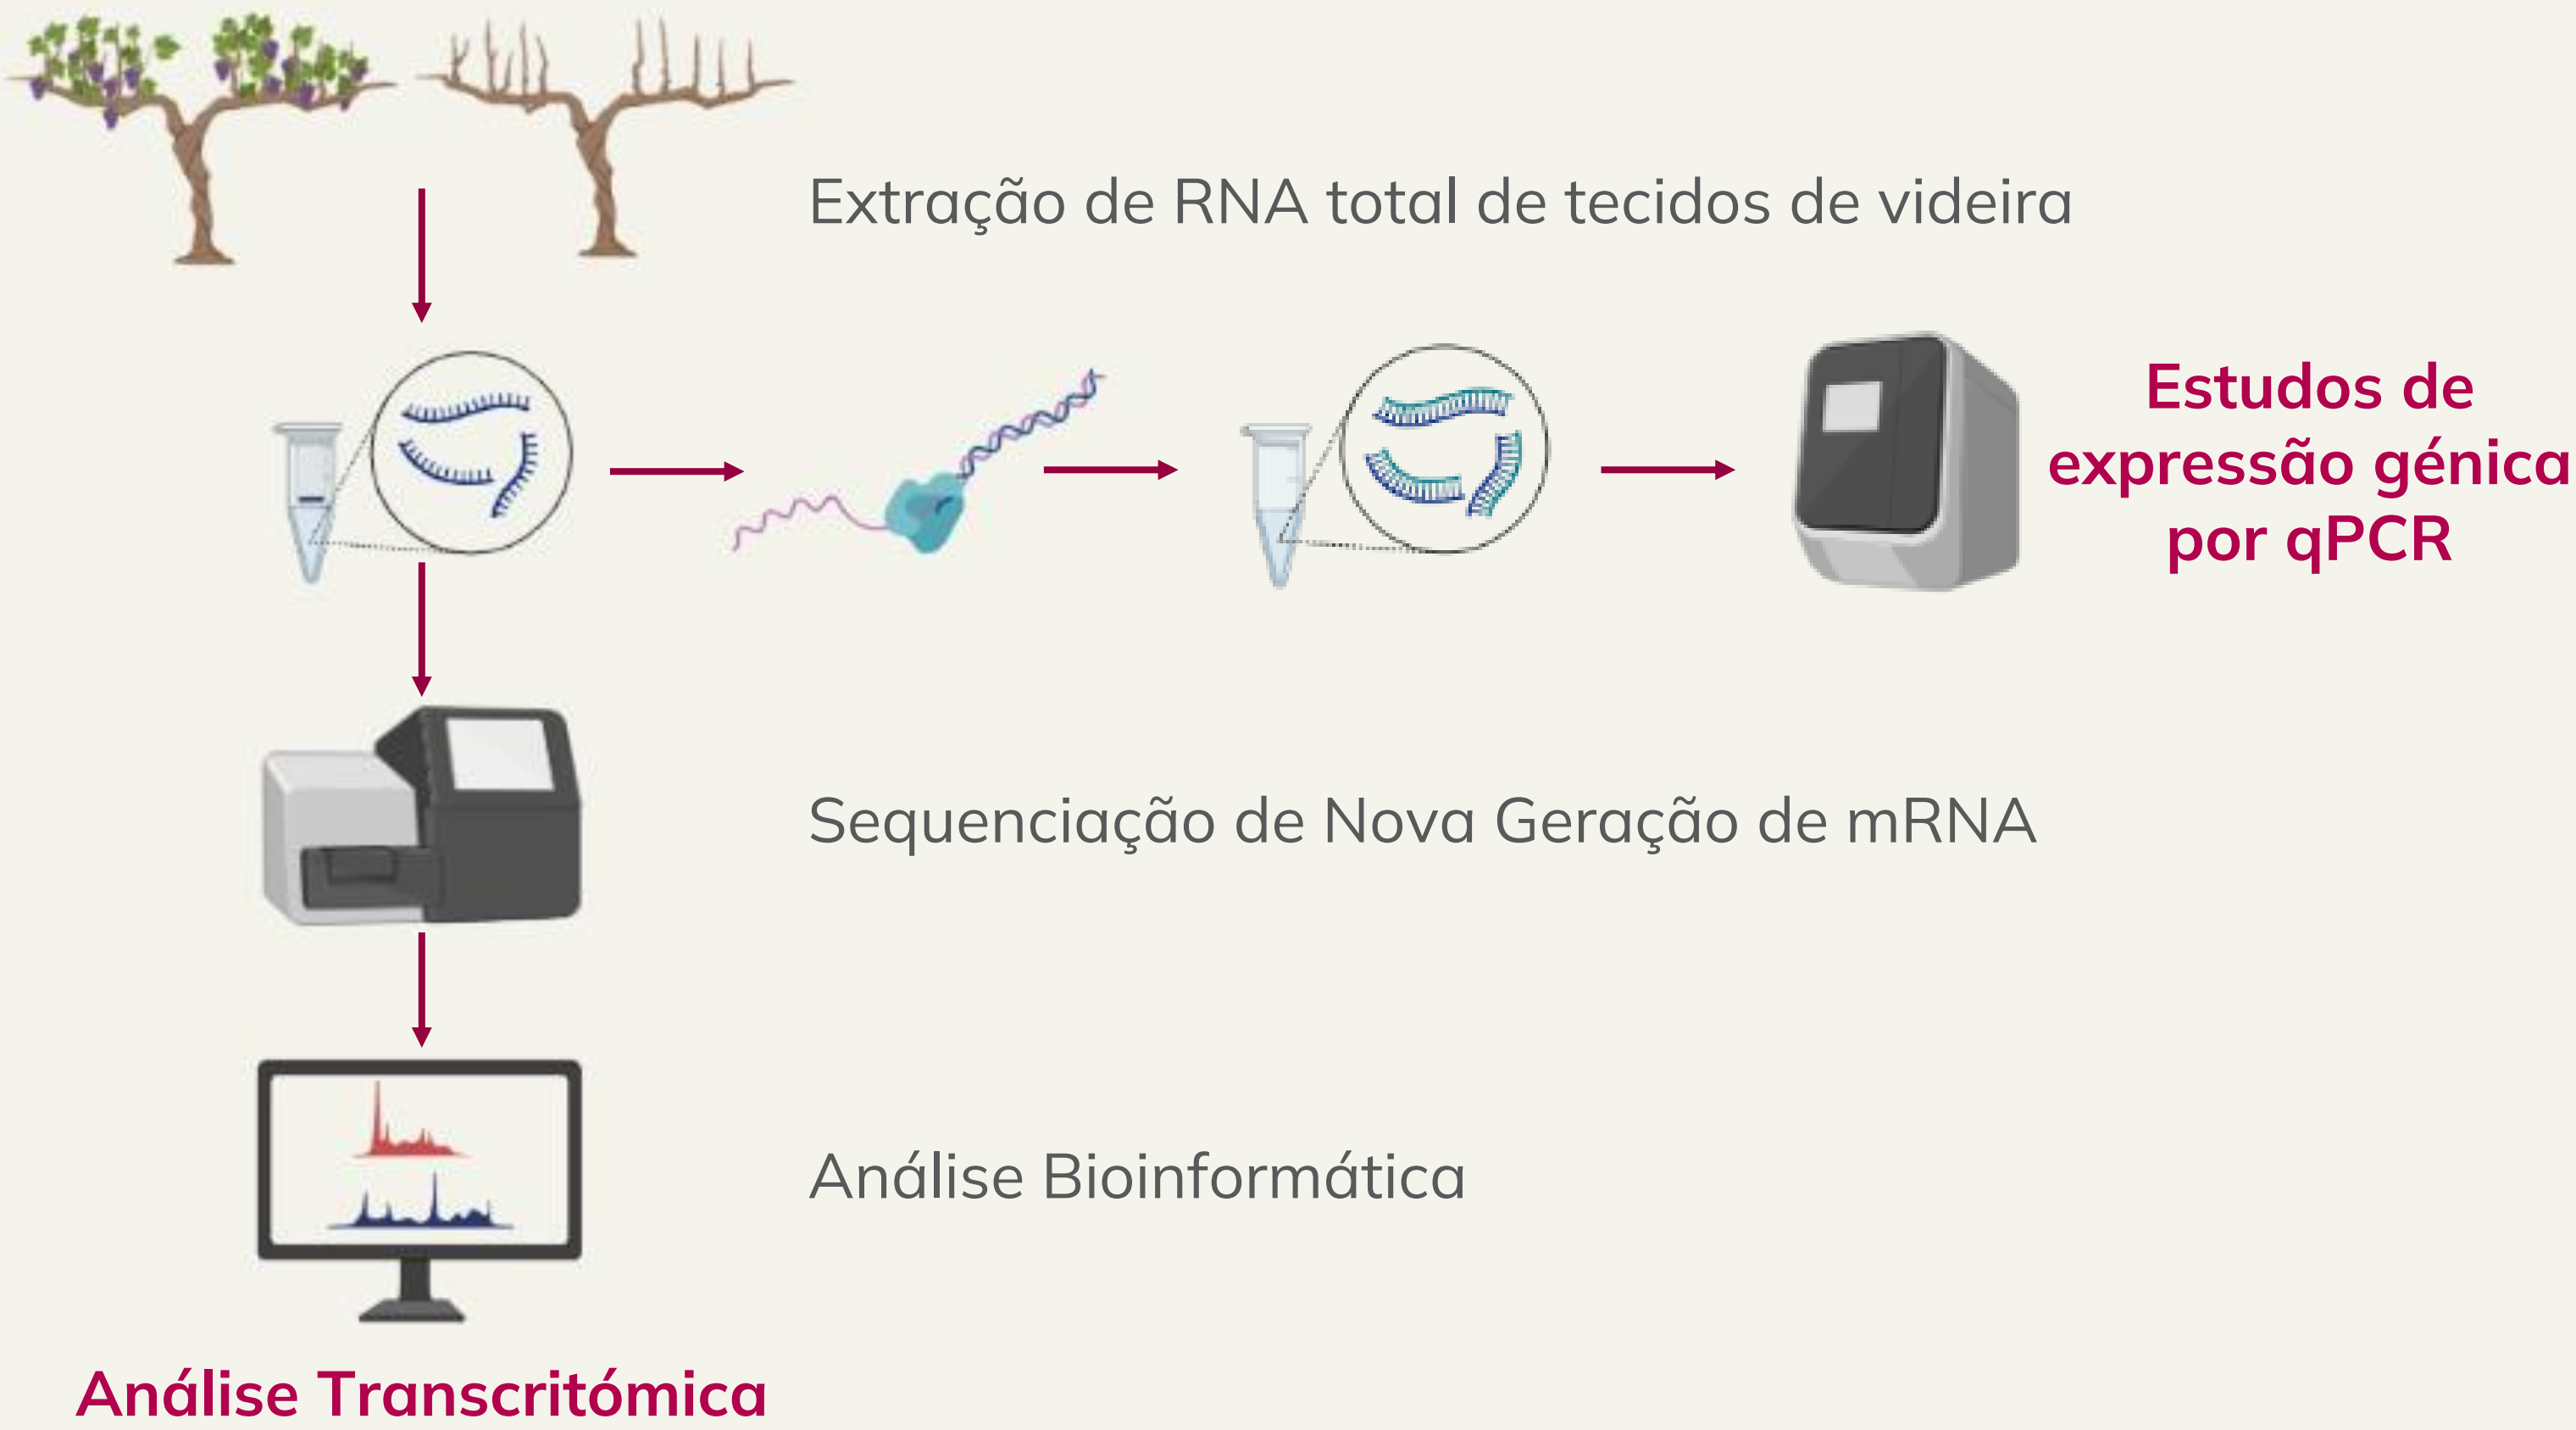 Extração de RNA total de tecidos de videira
Estudos de
expressão génica
por qPCR
Sequenciação de Nova Geração de mRNA
Análise Bioinformática
Análise Transcritómica